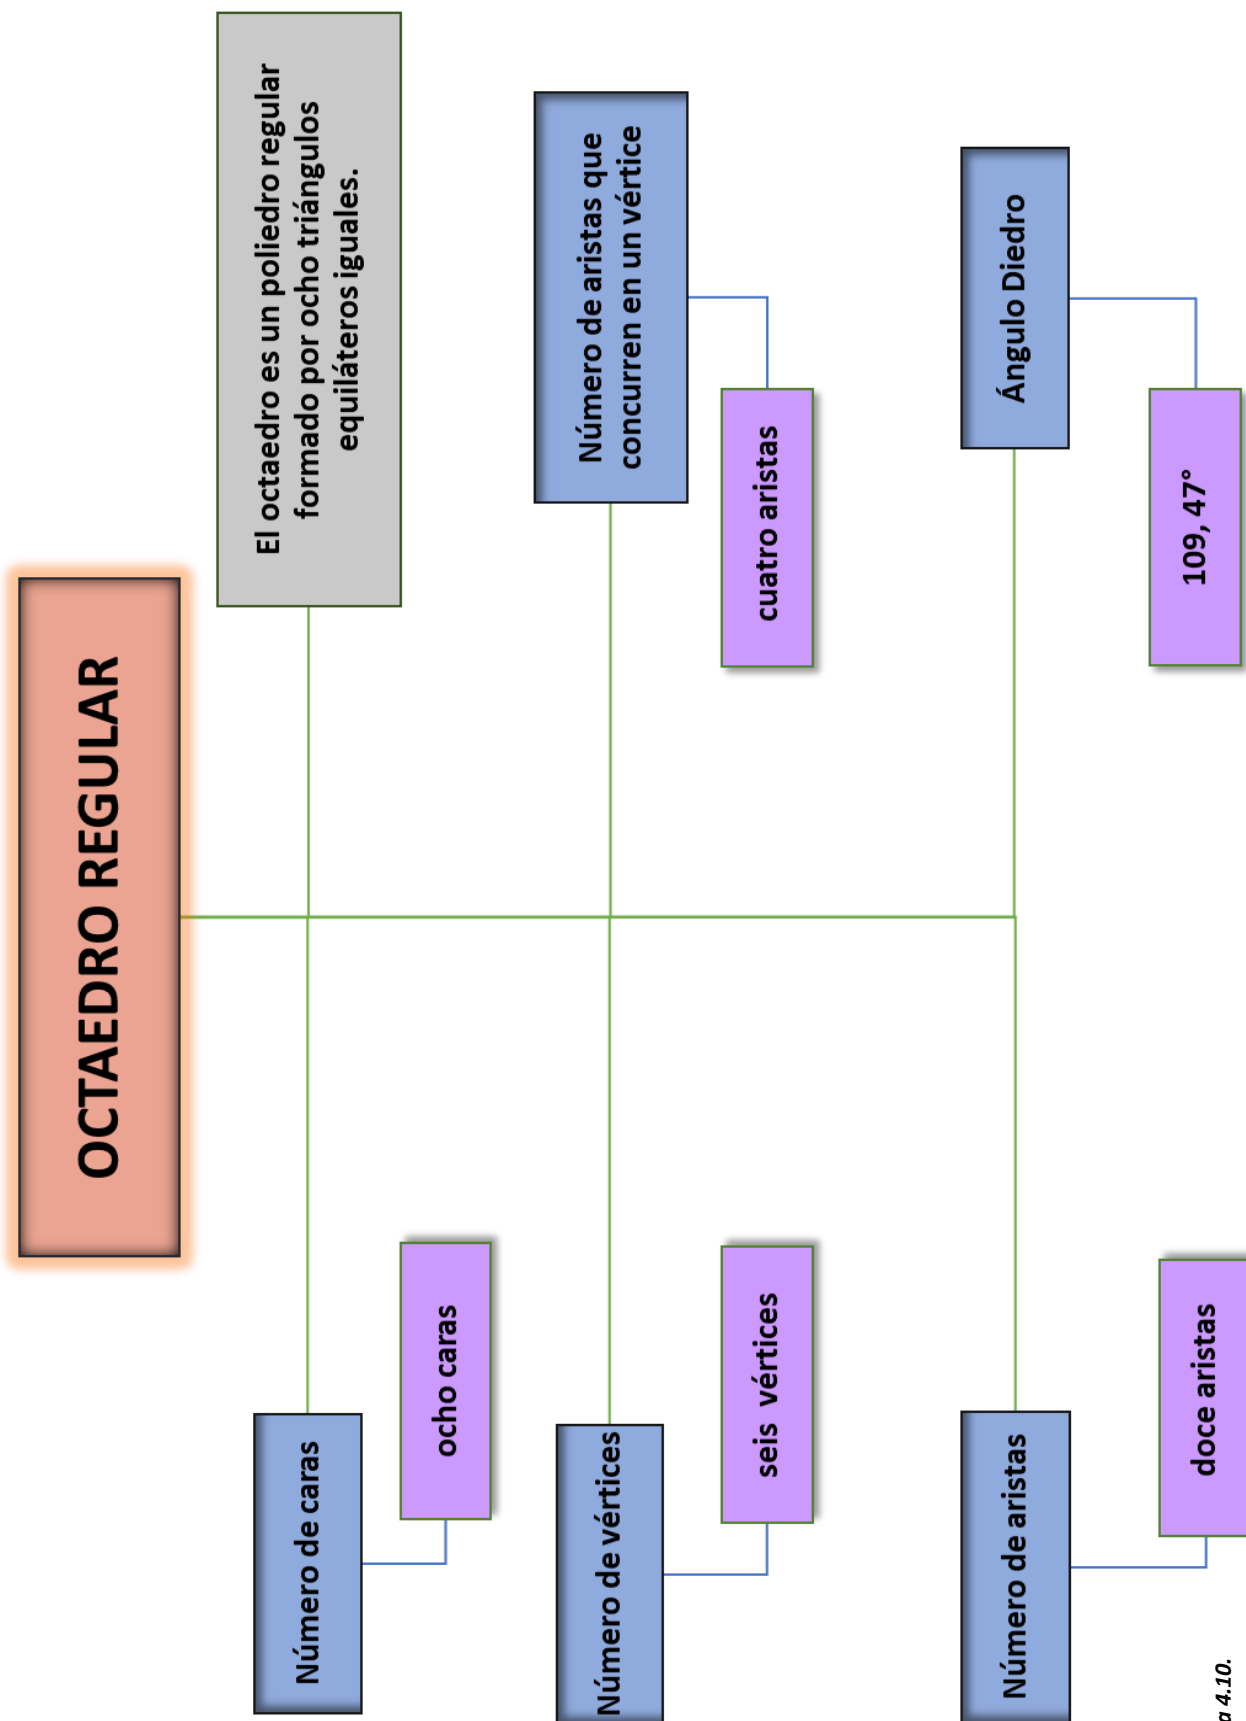 OCTAEDRO REGULAR
El octaedro es un poliedro regular
formado por ocho triángulos
equiláteros iguales.
Número de caras
ocho caras
Número de aristas que
concurren en un vértice
cuatro aristas
Número de vértices
seis vértices
Ángulo Diedro
109, 47°
Número de aristas
doce aristas
4.10.